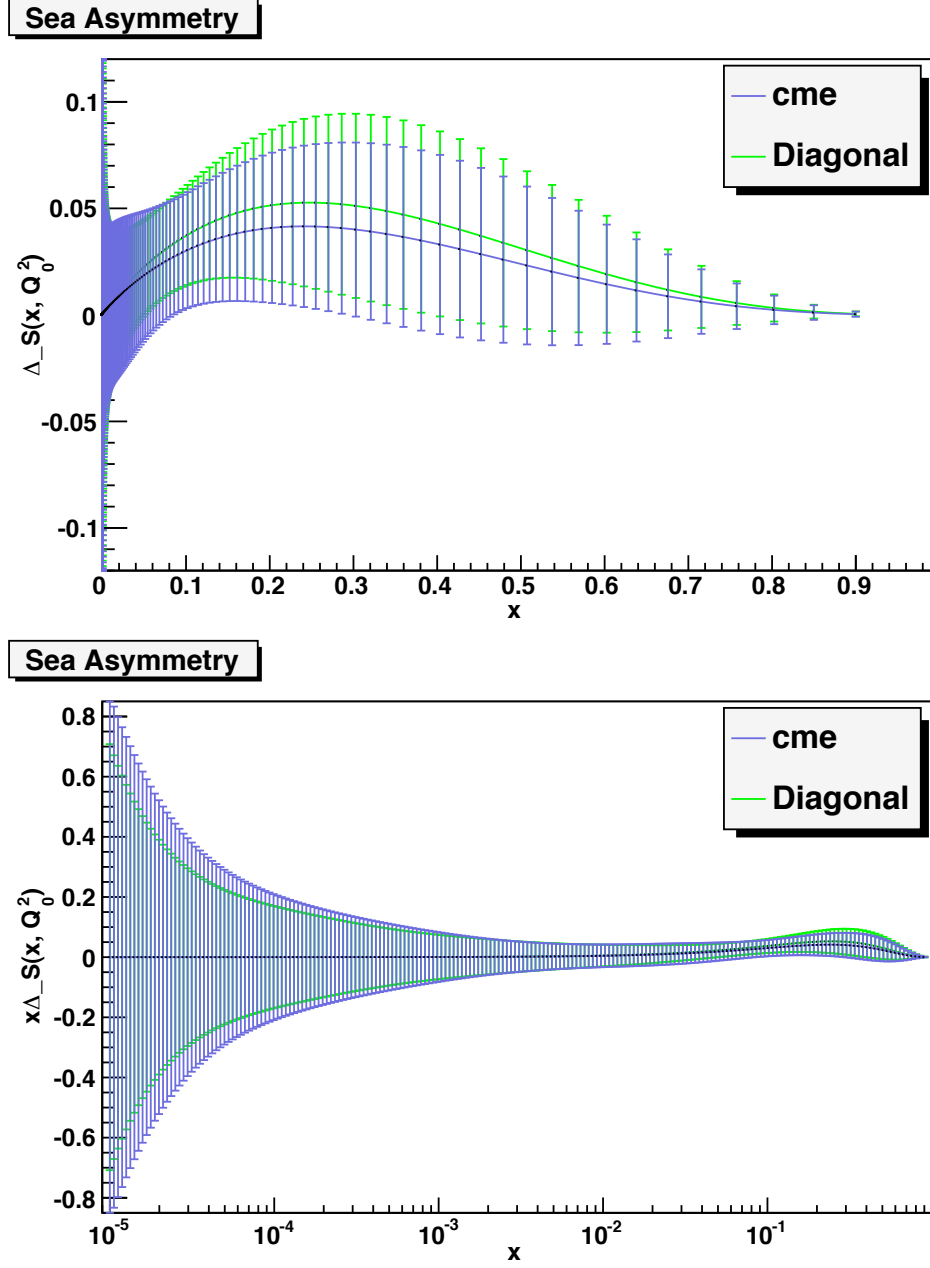 Sea Asymmetry
cme
Diagonal
Δ_S(x, Q₀²)
0.1
0.05
0
-0.05
-0.1
0 0.1 0.2 0.3 0.4 0.5 0.6 0.7 0.8 0.9
x
Sea Asymmetry
cme
Diagonal
xΔ_S(x, Q₀²)
0.8
0.6
0.4
0.2
0
-0.2
-0.4
-0.6
-0.8
10⁻⁵ 10⁻⁴ 10⁻³ 10⁻² 10⁻¹
x